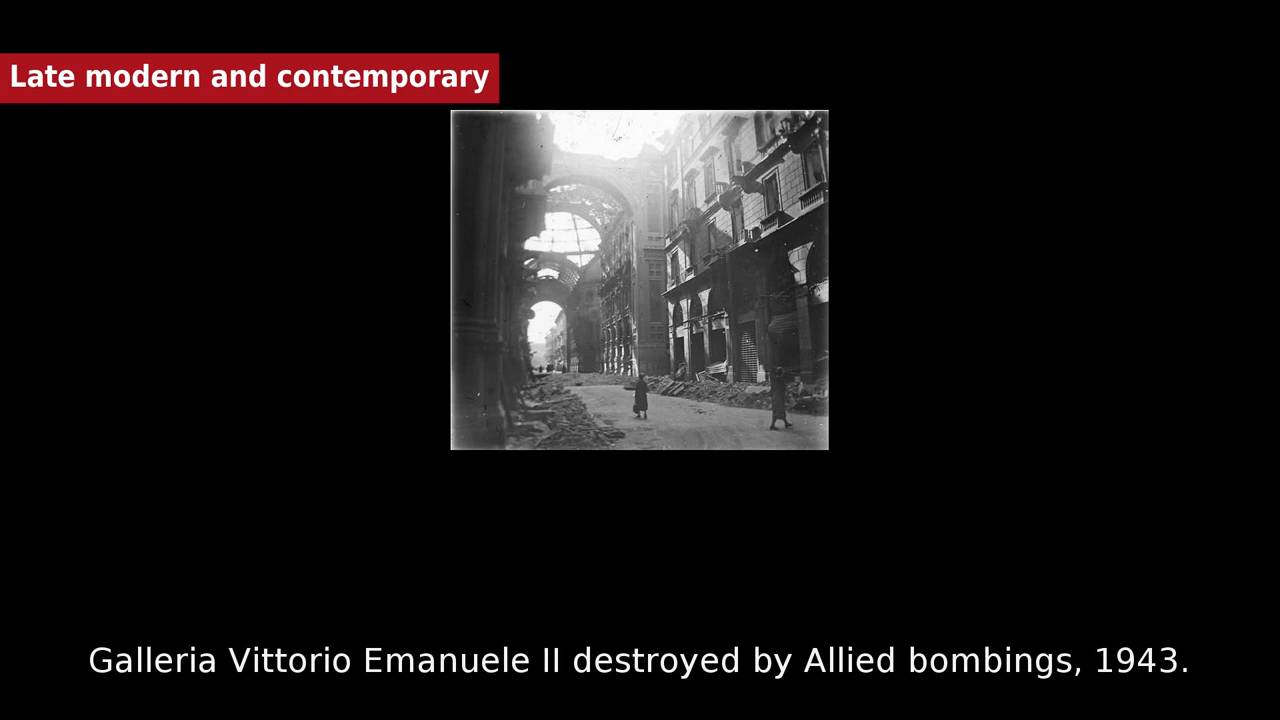 Late modern and contemporary
Galleria Vittorio Emanuele II destroyed by Allied bombings, 1943.